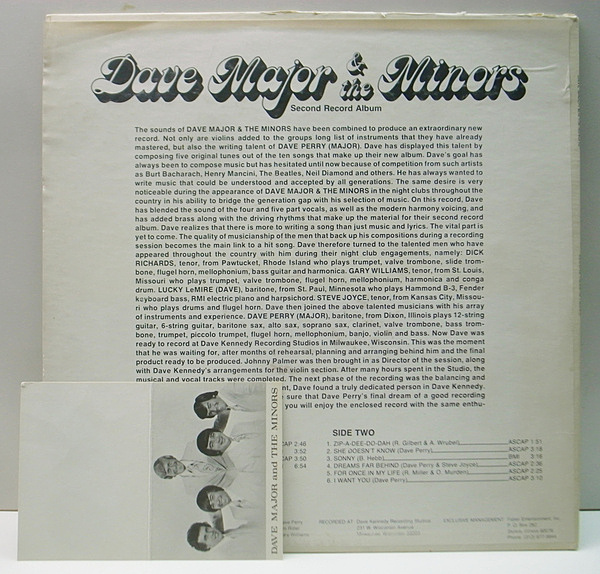 Dave Major & the Minors
Second Record Album
The sounds of DAVE MAJOR & THE MINORS have been combined to produce an extraordinary new
record. Not only are violins added to the groups long list of instruments that they have already
mastered, but also the writing talent of DAVE PERRY (MAJOR). Dave has displayed this talent by
composing five original tunes out of the ten songs that make up their new album. Dave's goal has
always been to compose music but has hesitated until now because of competition from such artists
as Burt Bacharach, Henry Mancini, The Beatles, Neil Diamond and others. He has always wanted to
write music that could be understood and accepted by all generations. The same desire is very
noticeable during the appearance of DAVE MAJOR & THE MINORS in the night clubs throughout the
country in his ability to bridge the generation gap with his selection of music. On this record, Dave
has blended the sound of the four and five part vocals, as well as the modern harmony voicing, and
has added brass along with the driving rhythms that make up the material for their second record
album. Dave realizes that there is more to writing a song than just music and lyrics. The vital part is
yet to come. The quality of musicianship of the men that back up his compositions during a recording
session becomes the main link to a hit song. Dave therefore turned to the talented men who have
appeared throughout the country with him during their night club engagements, namely: DICK
RICHARDS, tenor, from Pawtucket, Rhode Island who plays trumpet, valve trombone, slide trom-
bone, flugel horn, mellophonium, bass guitar and harmonica. GARY WILLIAMS, tenor, from St. Louis,
Missouri who plays trumpet, valve trombone, flugel horn, mellophonium, harmonica and conga
drum. LUCKY LeMIRE (DAVE), baritone, from St. Paul, Minnesota who plays Hammond B-3, Fender
keyboard bass, RMI electric piano and harpsichord. STEVE JOYCE, tenor, from Kansas City, Missou-
ri who plays drums and flugel horn. Dave then joined the above talented musicians with his array
of instruments and experience. DAVE PERRY (MAJOR), baritone, from Dixon, Illinois plays 12-string
guitar, 6-string guitar, baritone sax, alto sax, soprano sax, clarinet, valve trombone, bass trom-
bone, trumpet, piccolo trumpet, flugel horn, mellophonium, banjo, violin and bass. Now Dave was
ready to record at Dave Kennedy Recording Studios in Milwaukee, Wisconsin. This was the moment
that he was waiting for, after months of rehearsal, planning and arranging behind him and the final
product ready to be produced. Johnny Palmer was then brought in as Director of the session, along
with Dave Kennedy's arrangements for the violin section. After many hours spent in the Studio, the
musical and vocal tracks were completed. The next phase of the recording was the balancing and
nt, Dave found a truly dedicated person in Dave Kennedy.
sure that Dave Perry's final dream of a good recording
you will enjoy the enclosed record with the same enthu-
SIDE TWO
CAP 2:48
3:52
CAP 3:50
6:54
1. ZIP-A-DEE-DO-DAH (R. Gilbert & A. Wrubel) ASCAP 1:51
2. SHE DOESN'T KNOW (Dave Perry) ASCAP 3:18
3. SONNY (B. Hebb) BMI 3:16
4. DREAMS FAR BEHIND (Dave Perry & Steve Joyce) ASCAP 2:36
5. FOR ONCE IN MY LIFE (R. Miller & O. Murden) ASCAP 2:25
6. I WANT YOU (Dave Perry) ASCAP 3:10
DAVE MAJOR and THE MINORS
RECORDED AT: Dave Kennedy Recording Studios
EXCLUSIVE MANAGEMENT: